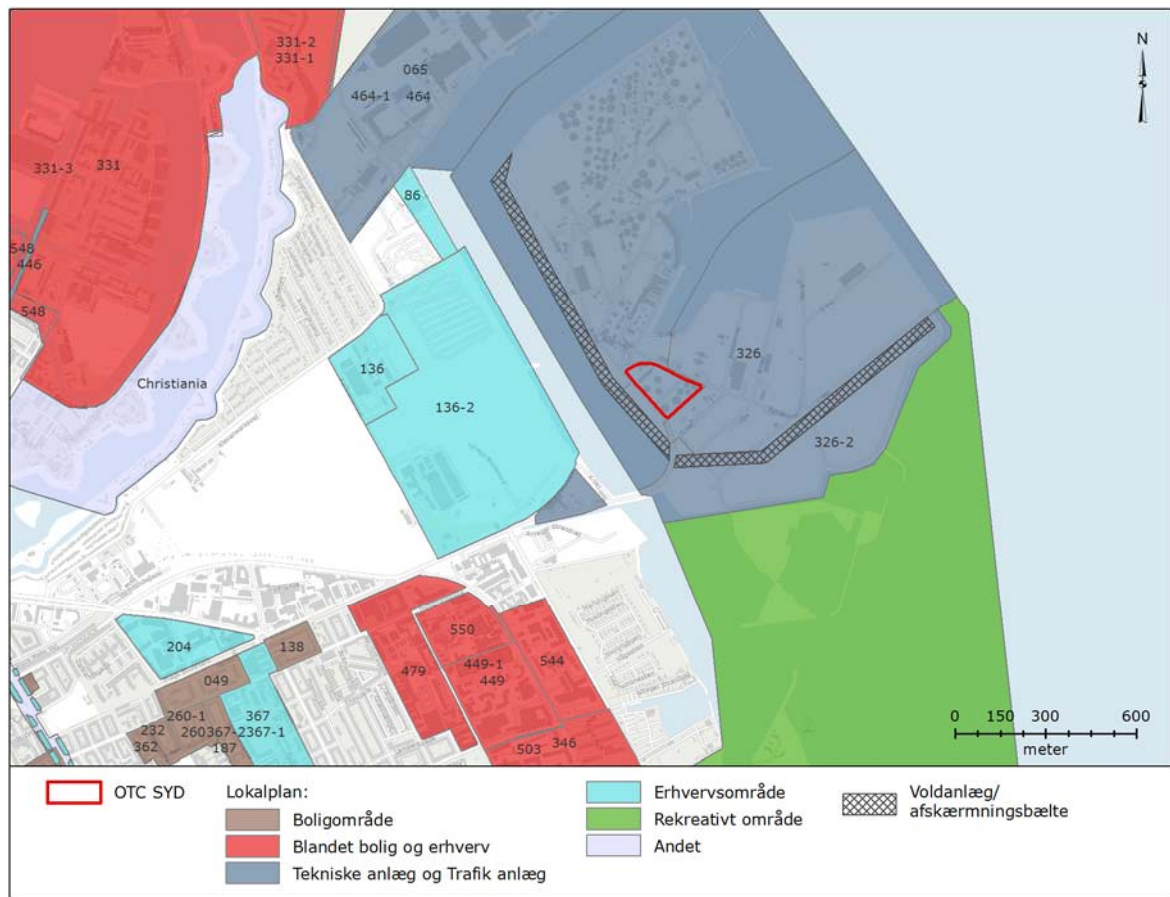 331-2
331-1
065
464-1 464
N
331-3 331
86
548
446
548
136
Christiania
136-2
326
326-2
204
138
550
049
479
449-1
449
544
260-1
367
232
260367-2367-1
362
187
503 346
0 150 300 600
meter
OTC SYD
Lokalplan:
Boligområde
Blandet bolig og erhverv
Tekniske anlæg og Trafik anlæg
Erhvervsområde
Rekreativt område
Andet
Voldanlæg/
afskærmningsbælte